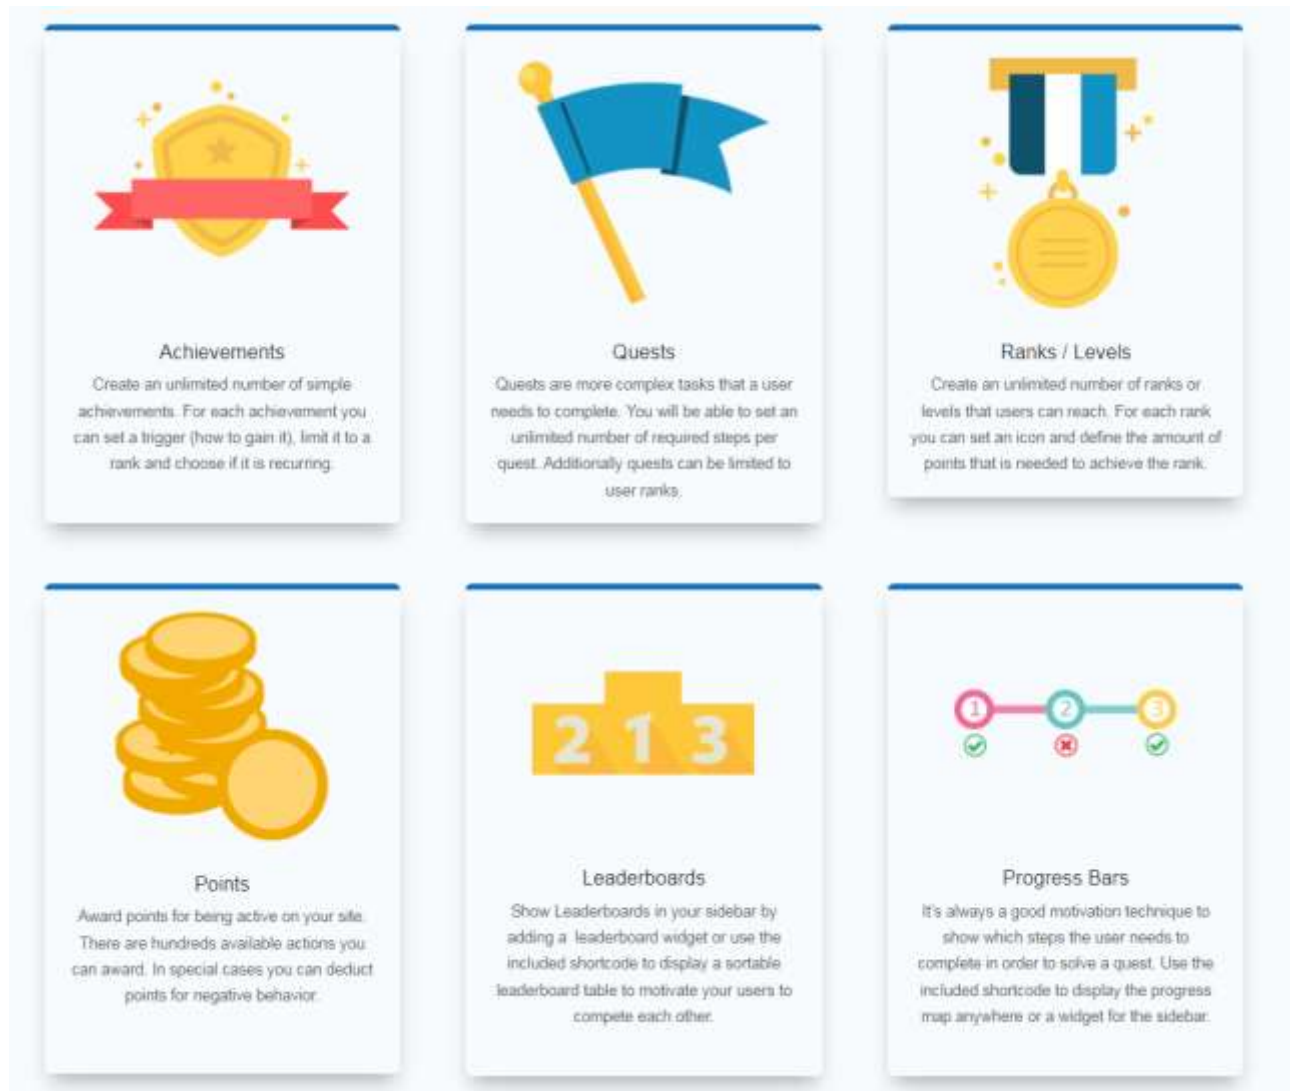 Achievements
Create an unlimited number of simple
achievements. For each achievement you
can set a trigger (how to gain it), limit it to a
rank and choose if it is recurring.
Quests
Quests are more complex tasks that a user
needs to complete. You will be able to set an
unlimited number of required steps per
quest. Additionally quests can be limited to
user ranks.
Ranks / Levels
Create an unlimited number of ranks or
levels that users can reach. For each rank
you can set an icon and define the amount of
points that is needed to achieve the rank.
Points
Award points for being active on your site.
There are hundreds available actions you
can award. In special cases you can deduct
points for negative behavior.
2 1 3
Leaderboards
Show Leaderboards in your sidebar by
adding a leaderboard widget or use the
included shortcode to display a sortable
leaderboard table to motivate your users to
compete each other.
1 2 3
Progress Bars
It's always a good motivation technique to
show which steps the user needs to
complete in order to solve a quest. Use the
included shortcode to display the progress
map anywhere or a widget for the sidebar.